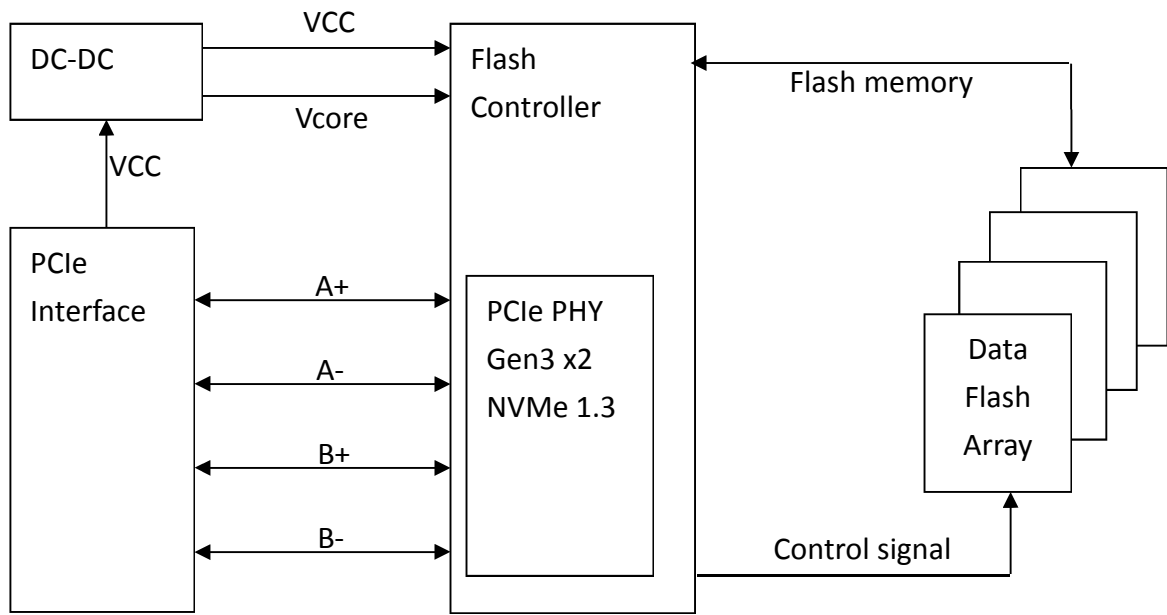 VCC
DC-DC
Flash
Controller
Flash memory
Vcore
VCC
PCIe
Interface
A+
PCIe PHY
Gen3 x2
NVMe 1.3
A-
B+
B-
Data
Flash
Array
Control signal